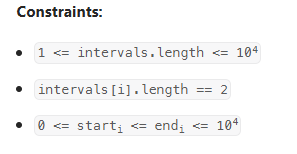 Constraints:
• 1 <= intervals.length <= 10⁴
• intervals[i].length == 2
• 0 <= startᵢ <= endᵢ <= 10⁴